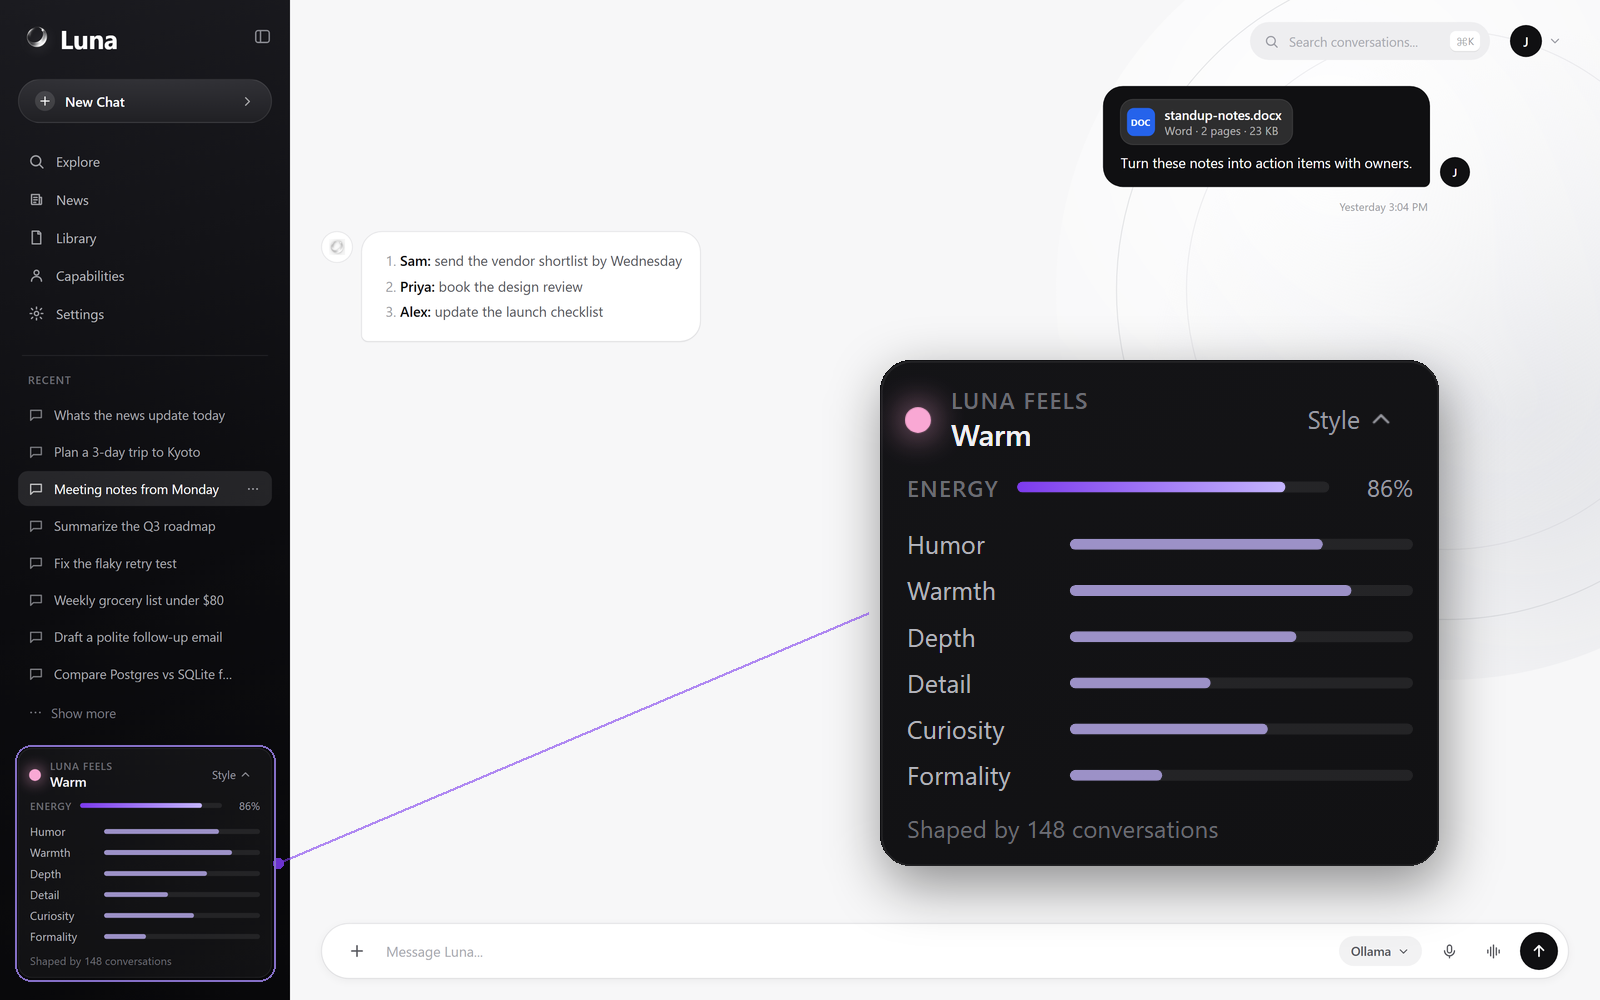 Luna
New Chat
Explore
News
Library
Capabilities
Settings
RECENT
Whats the news update today
Plan a 3-day trip to Kyoto
Meeting notes from Monday
Summarize the Q3 roadmap
Fix the flaky retry test
Weekly grocery list under $80
Draft a polite follow-up email
Compare Postgres vs SQLite f...
Show more
LUNA FEELS
Warm
Style
ENERGY 86%
Humor
Warmth
Depth
Detail
Curiosity
Formality
Shaped by 148 conversations
Search conversations... ⌘K
J
DOC
standup-notes.docx
Word · 2 pages · 23 KB
Turn these notes into action items with owners.
J
Yesterday 3:04 PM
1. Sam: send the vendor shortlist by Wednesday
2. Priya: book the design review
3. Alex: update the launch checklist
LUNA FEELS
Warm
Style
ENERGY 86%
Humor
Warmth
Depth
Detail
Curiosity
Formality
Shaped by 148 conversations
Message Luna...
Ollama